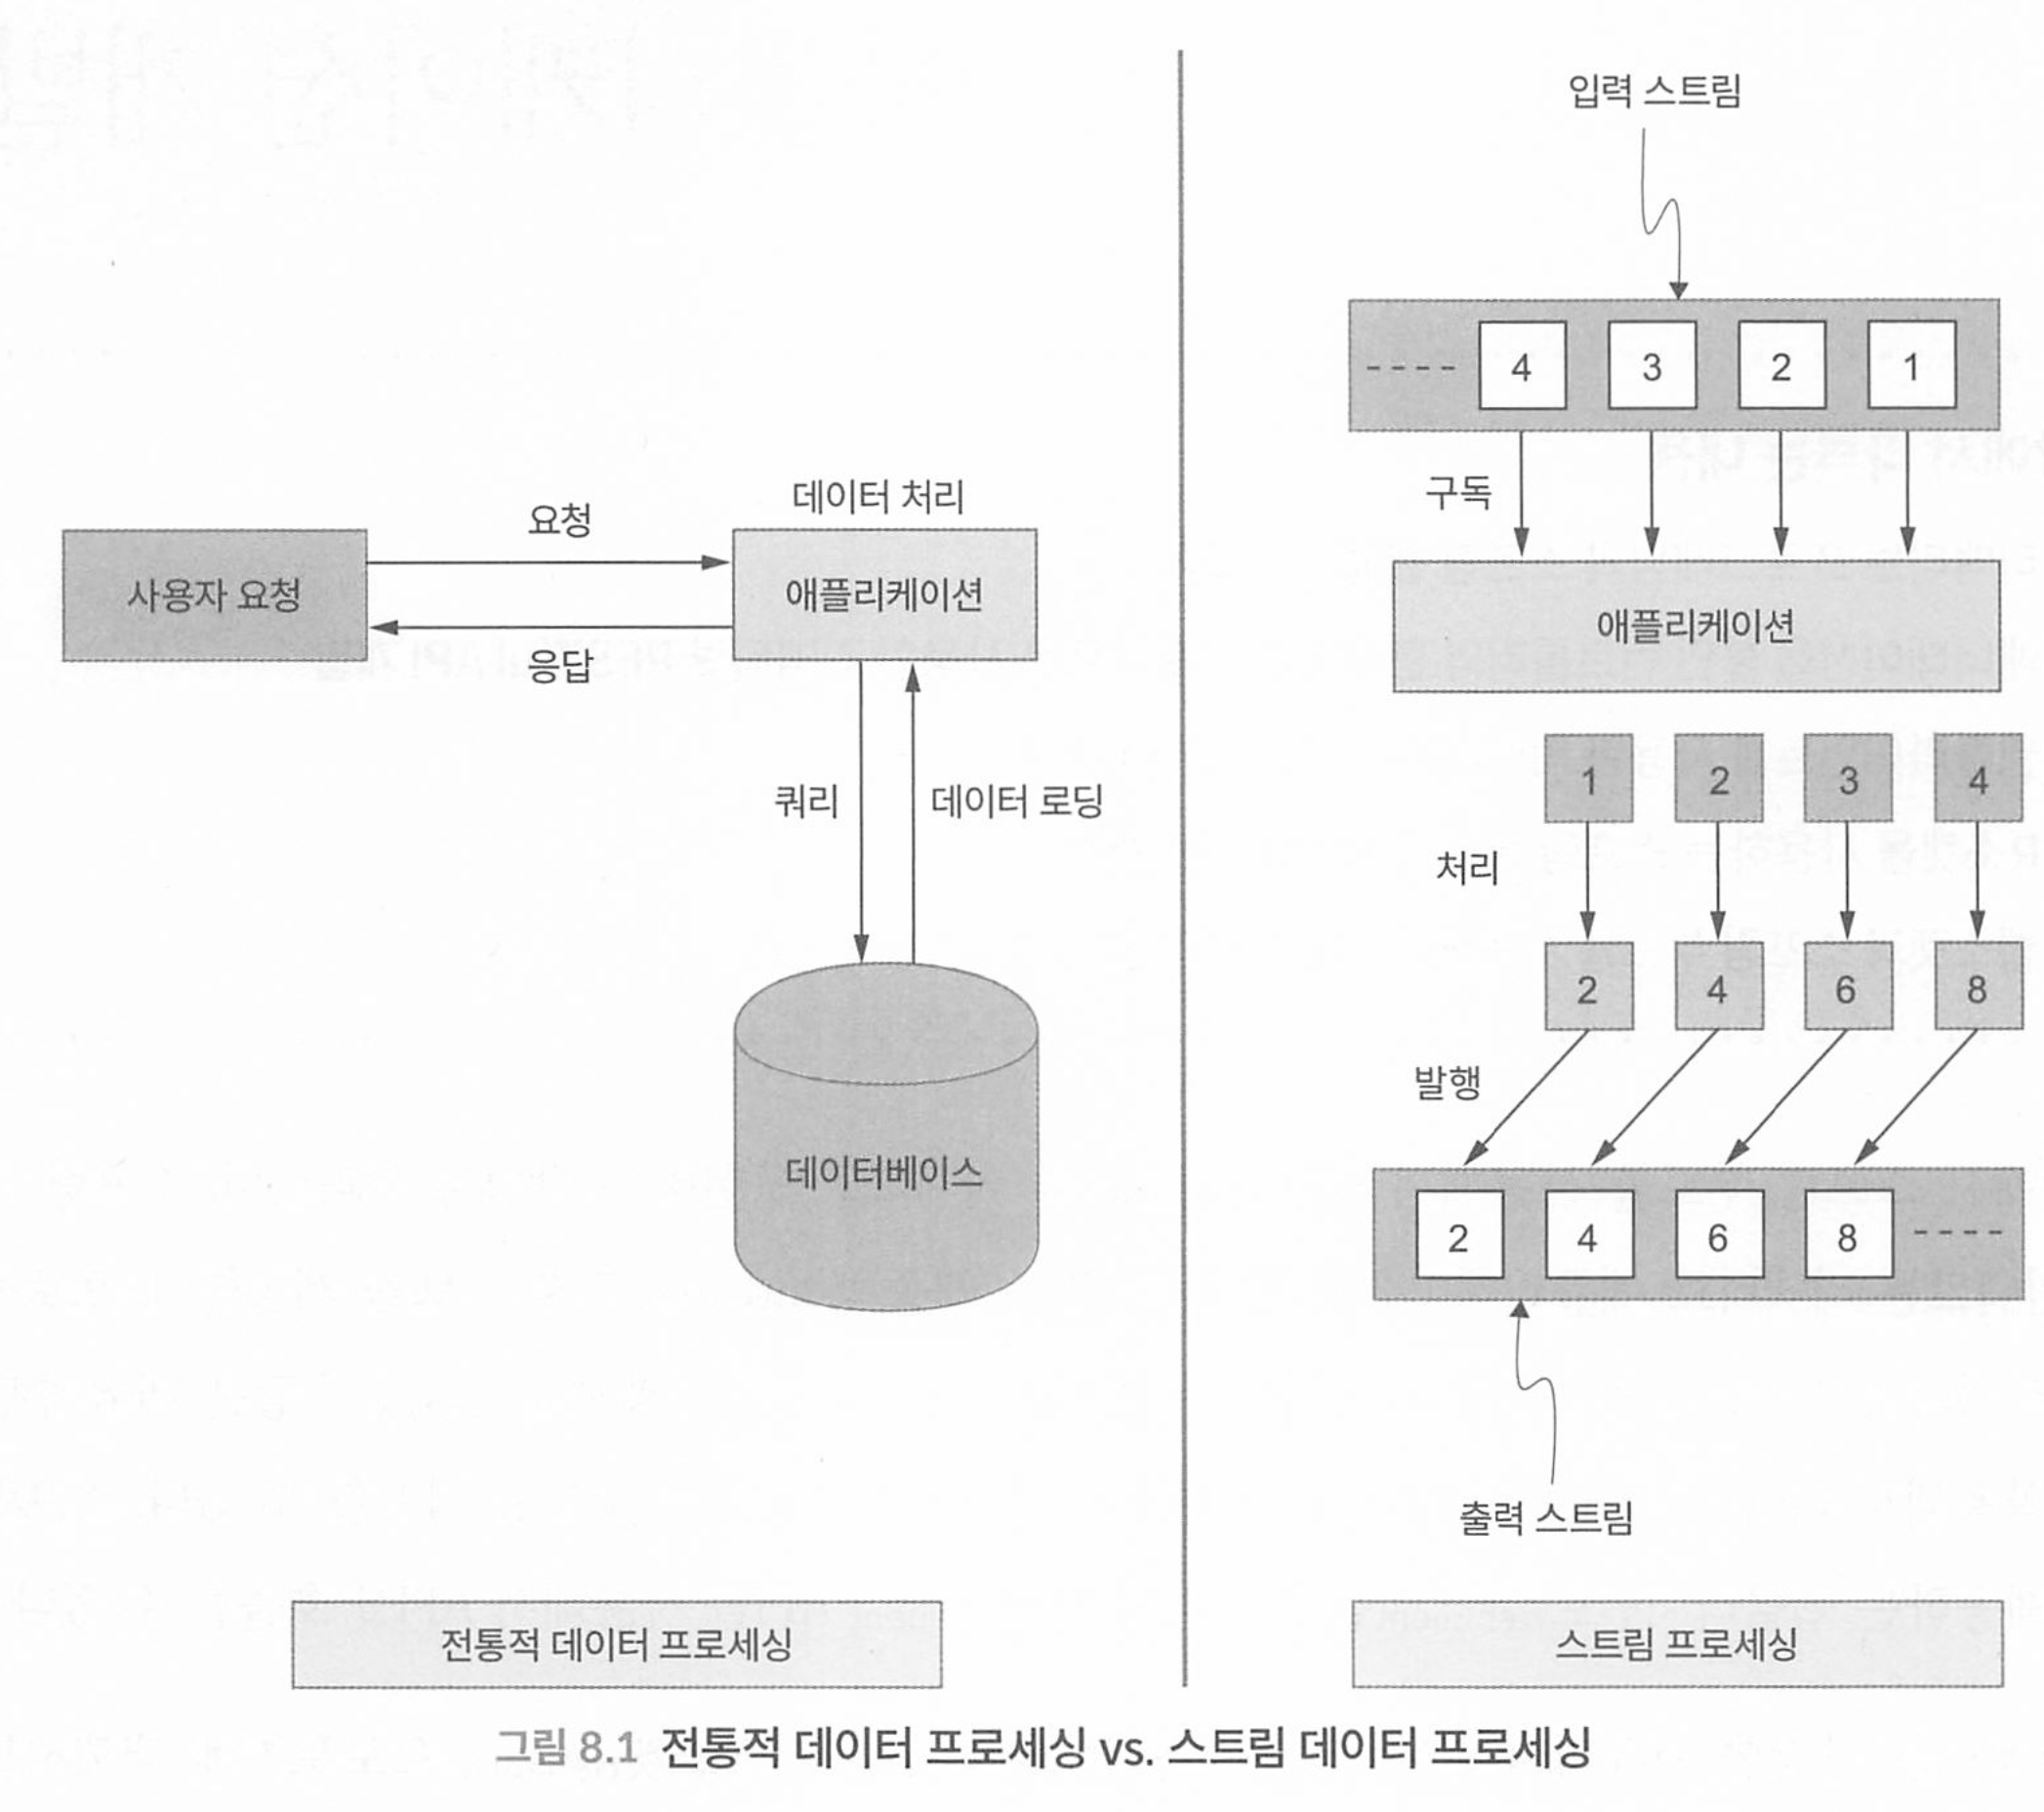 입력 스트림
---- 4 3 2 1
구독
애플리케이션
1 2 3 4
처리
2 4 6 8
발행
2 4 6 8 ----
출력 스트림
스트림 프로세싱
데이터 처리
요청
사용자 요청
애플리케이션
응답
쿼리
데이터 로딩
데이터베이스
전통적 데이터 프로세싱
그림 8.1 전통적 데이터 프로세싱 vs. 스트림 데이터 프로세싱